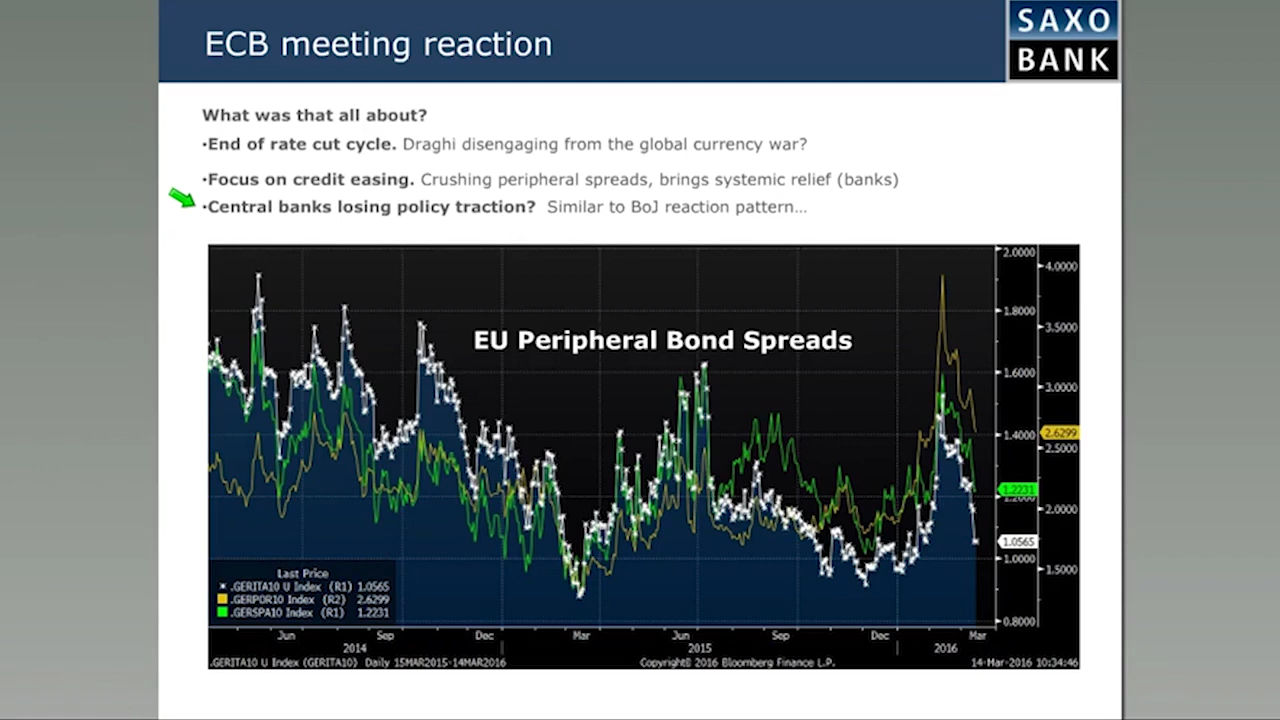 ECB meeting reaction
SAXO
BANK
What was that all about?
•End of rate cut cycle. Draghi disengaging from the global currency war?
•Focus on credit easing. Crushing peripheral spreads, brings systemic relief (banks)
•Central banks losing policy traction? Similar to BoJ reaction pattern…
EU Peripheral Bond Spreads
2.0000
1.8000
1.6000
1.4000
1.2231
1.2000
1.0565
1.0000
0.8000
4.0000
3.5000
3.0000
2.6299
2.5000
2.0000
1.5000
Last Price
.GERITA10 U Index (R1) 1.0565
.GERPOR10 Index (R2) 2.6299
.GERSPA10 Index (R1) 1.2231
Jun Sep Dec Mar Jun Sep Dec Mar
2014 2015 2016
.GERITA10 U Index (GERITA10) Daily 15MAR2015-14MAR2016 Copyright© 2016 Bloomberg Finance L.P. 14-Mar-2016 10:34:46